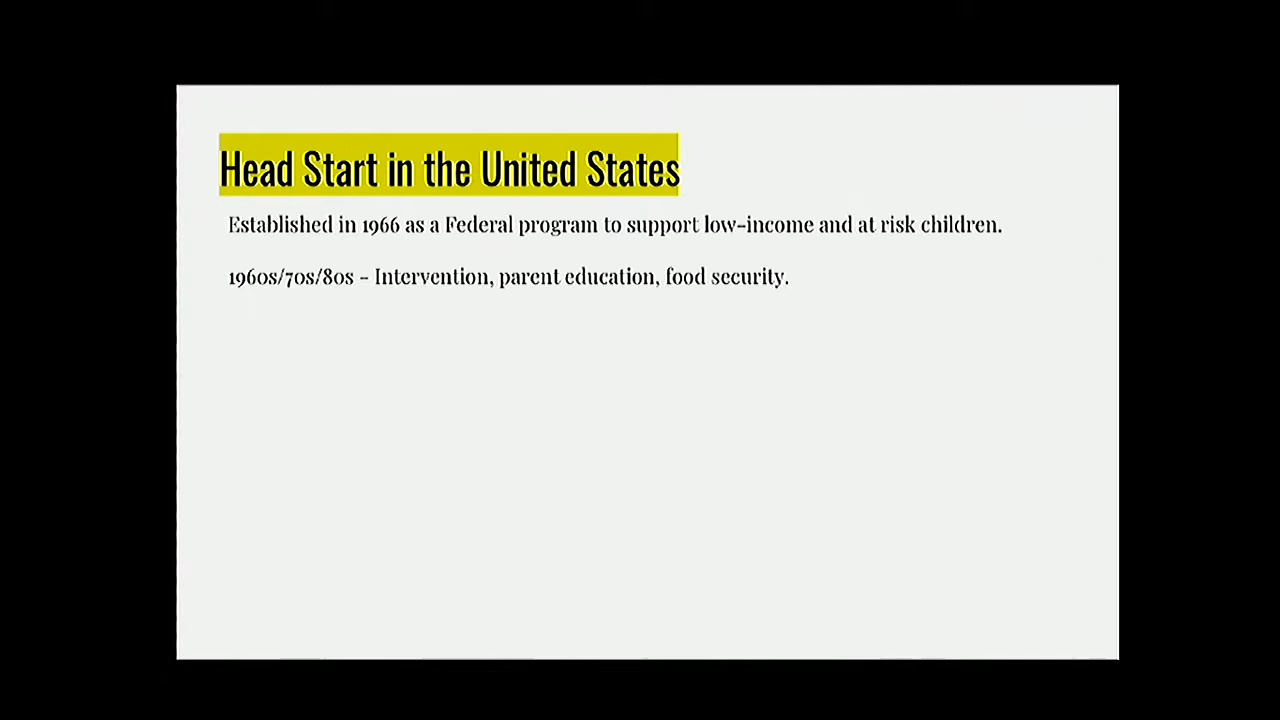 Head Start in the United States
Established in 1966 as a Federal program to support low-income and at risk children.
1960s/70s/80s - Intervention, parent education, food security.